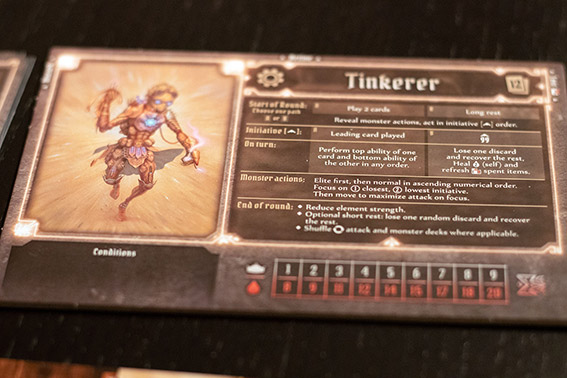 Tinkerer
12
Start of Round: Play 2 cards Long rest.
Choose one path
Reveal monster actions, act in initiative order.
Initiative: Leading card played 99
On turn: Perform top ability of one card and bottom ability of the other in any order.
Lose one discard and recover the rest. Heal (self) and refresh spent items.
Monster actions: Elite first, then normal in ascending numerical order.
Focus on ① closest, ② lowest initiative.
Then move to maximize attack on focus.
End of round: • Reduce element strength.
• Optional short rest: lose one random discard and recover
the rest.
• Shuffle attack and monster decks where applicable.
Conditions
1 2 3 4 5 6 7 8 9
8 9 11 12 14 15 17 18 20